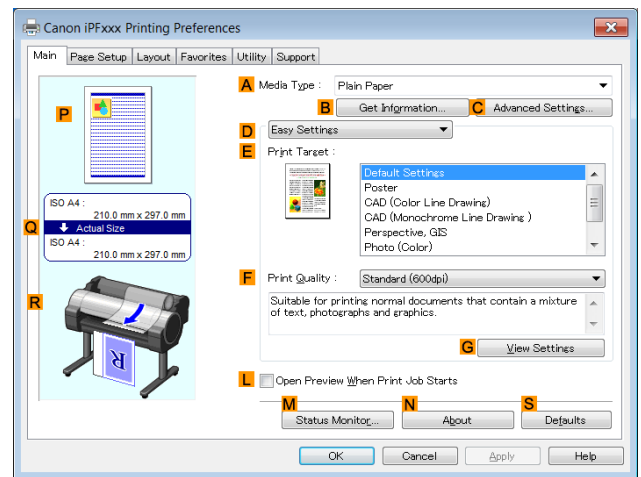 Canon iPFxxx Printing Preferences
Main Page Setup Layout Favorites Utility Support
A Media Type : Plain Paper
B Get Information... C Advanced Settings...
D Easy Settings
E Print Target :
P
Default Settings
Poster
CAD (Color Line Drawing)
CAD (Monochrome Line Drawing )
Perspective, GIS
Photo (Color)
ISO A4 :
210.0 mm x 297.0 mm
Q Actual Size
ISO A4 :
210.0 mm x 297.0 mm
F Print Quality : Standard (600dpi)
Suitable for printing normal documents that contain a mixture
of text, photographs and graphics.
R
R
G View Settings
L Open Preview When Print Job Starts
M N S
Status Monitor... About Defaults
OK Cancel Apply Help